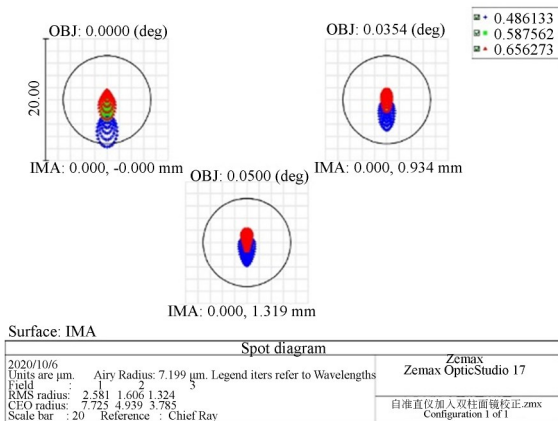 0.486133
0.587562
0.656273
OBJ: 0.0000 (deg)
OBJ: 0.0354 (deg)
20.00
IMA: 0.000, -0.000 mm
IMA: 0.000, 0.934 mm
OBJ: 0.0500 (deg)
IMA: 0.000, 1.319 mm
Surface: IMA
Spot diagram
2020/10/6
Units are μm. Airy Radius: 7.199 μm. Legend iters refer to Wavelengths
Field : 1 2 3
RMS radius: 2.581 1.606 1.324
CEO radius: 7.725 4.939 3.785
Scale bar : 20 Reference : Chief Ray
Zemax
Zemax OpticStudio 17
自准直仪加入双柱面镜校正.zmx
Configuration 1 of 1